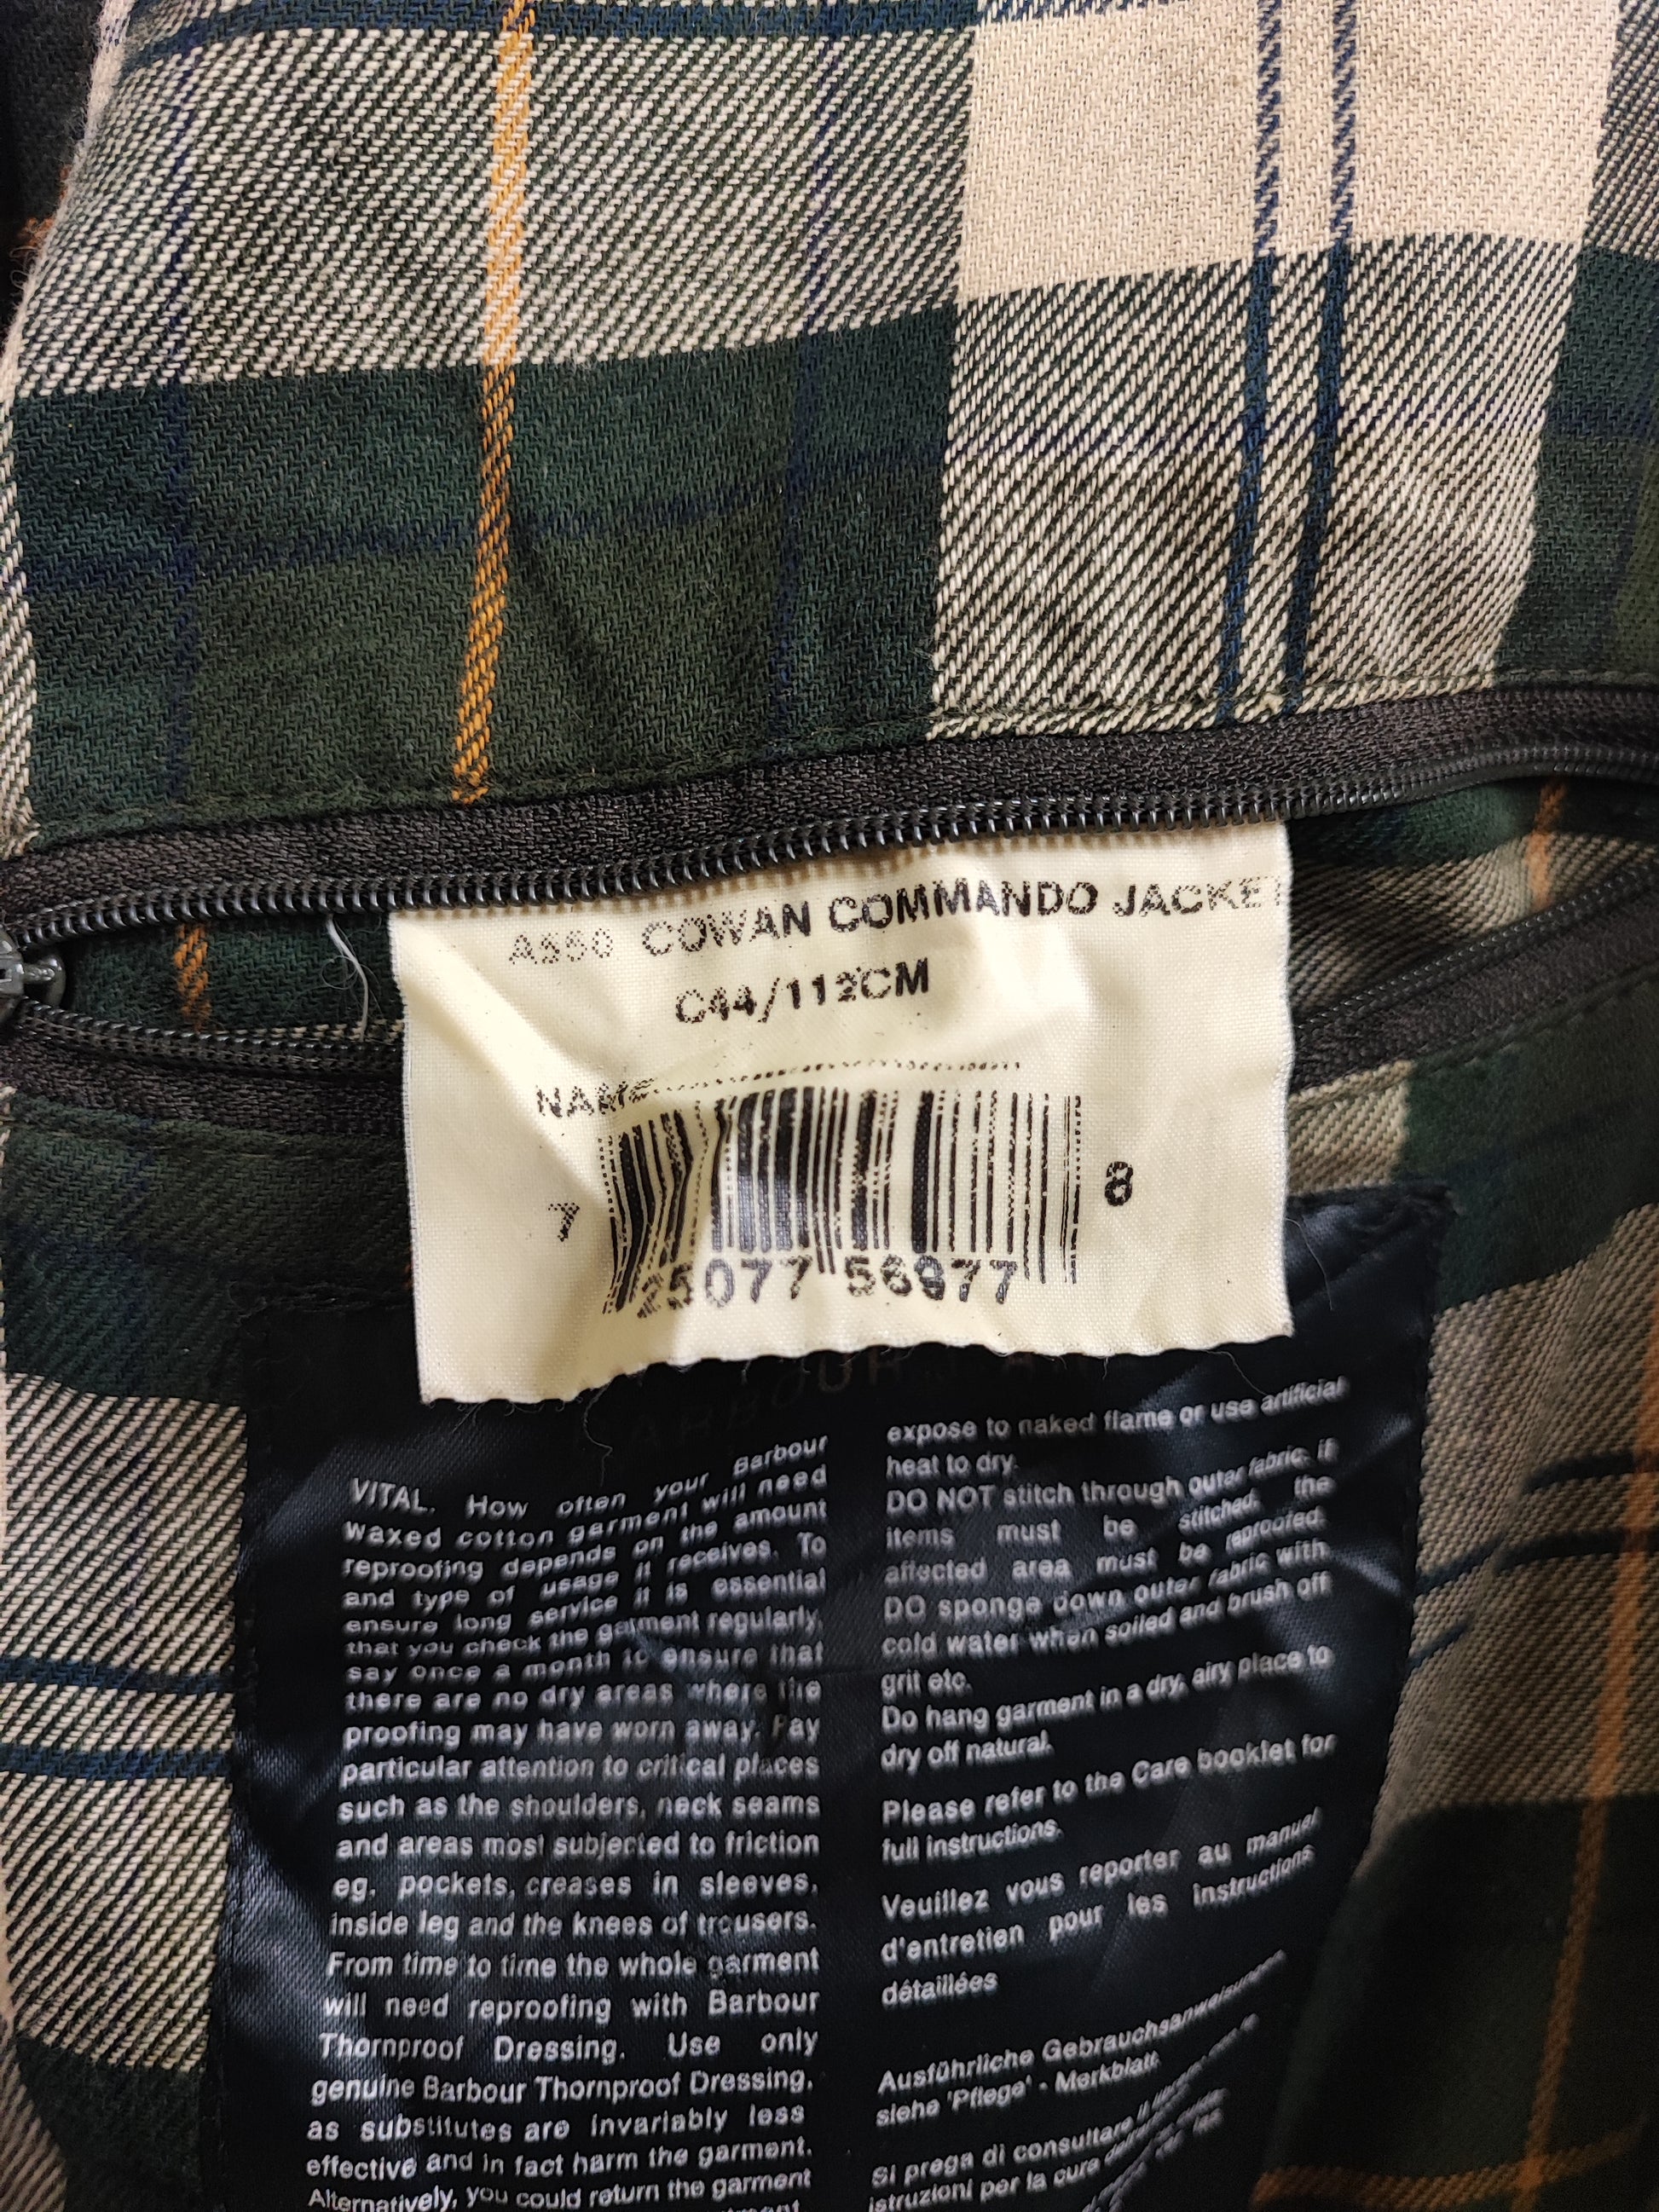 A550 COWAN COMMANDO JACKET
C44/112CM
NAME
7 25077 56977 8
VITAL. How often your Barbour
waxed cotton garment will need
reproofing depends on the amount
and type of usage it receives. To
ensure long service it is essential
that you check the garment regularly,
say once a month to ensure that
there are no dry areas where the
proofing may have worn away. Pay
particular attention to critical places
such as the shoulders, neck seams
and areas most subjected to friction
eg. pockets, creases in sleeves,
inside leg and the knees of trousers.
From time to time the whole garment
will need reproofing with Barbour
Thornproof Dressing. Use only
genuine Barbour Thornproof Dressing,
as substitutes are invariably less
effective and in fact harm the garment.
Alternatively, you could return the garment
expose to naked flame or use artificial
heat to dry.
DO NOT stitch through outer fabric, if
items must be stitched, the
affected area must be reproofed.
DO sponge down outer fabric with
cold water when soiled and brush off
grit etc.
Do hang garment in a dry, airy place to
dry off natural.
Please refer to the Care booklet for
full instructions.
Veuillez vous reporter au manuel
d'entretien pour les instructions
détaillées
Ausführliche Gebrauchsanweisungen
siehe 'Pflege' - Merkblatt.
Si prega di consultare il
istruzioni per la cura